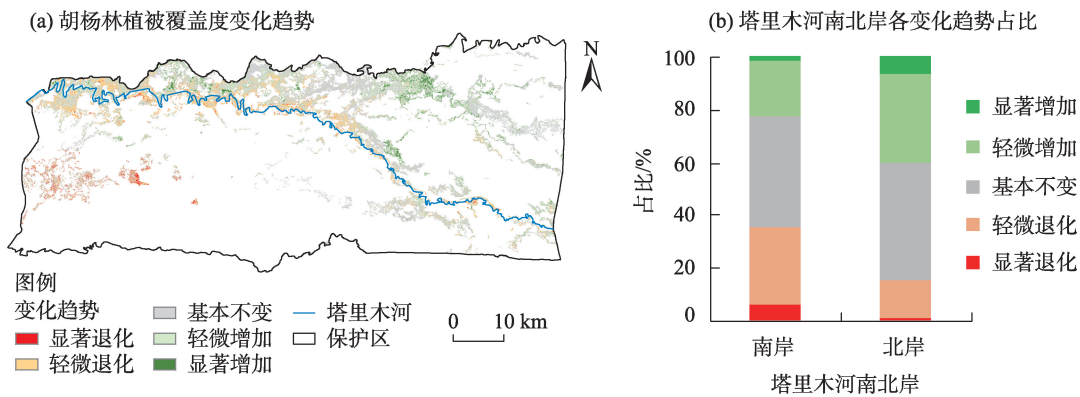 (a) 胡杨林植被覆盖度变化趋势
N
图例
变化趋势
显著退化
轻微退化
基本不变
轻微增加
显著增加
塔里木河
保护区
0 10 km
(b) 塔里木河南北岸各变化趋势占比
100
80
60
40
20
0
占比/%
南岸 北岸
塔里木河南北岸
显著增加
轻微增加
基本不变
轻微退化
显著退化